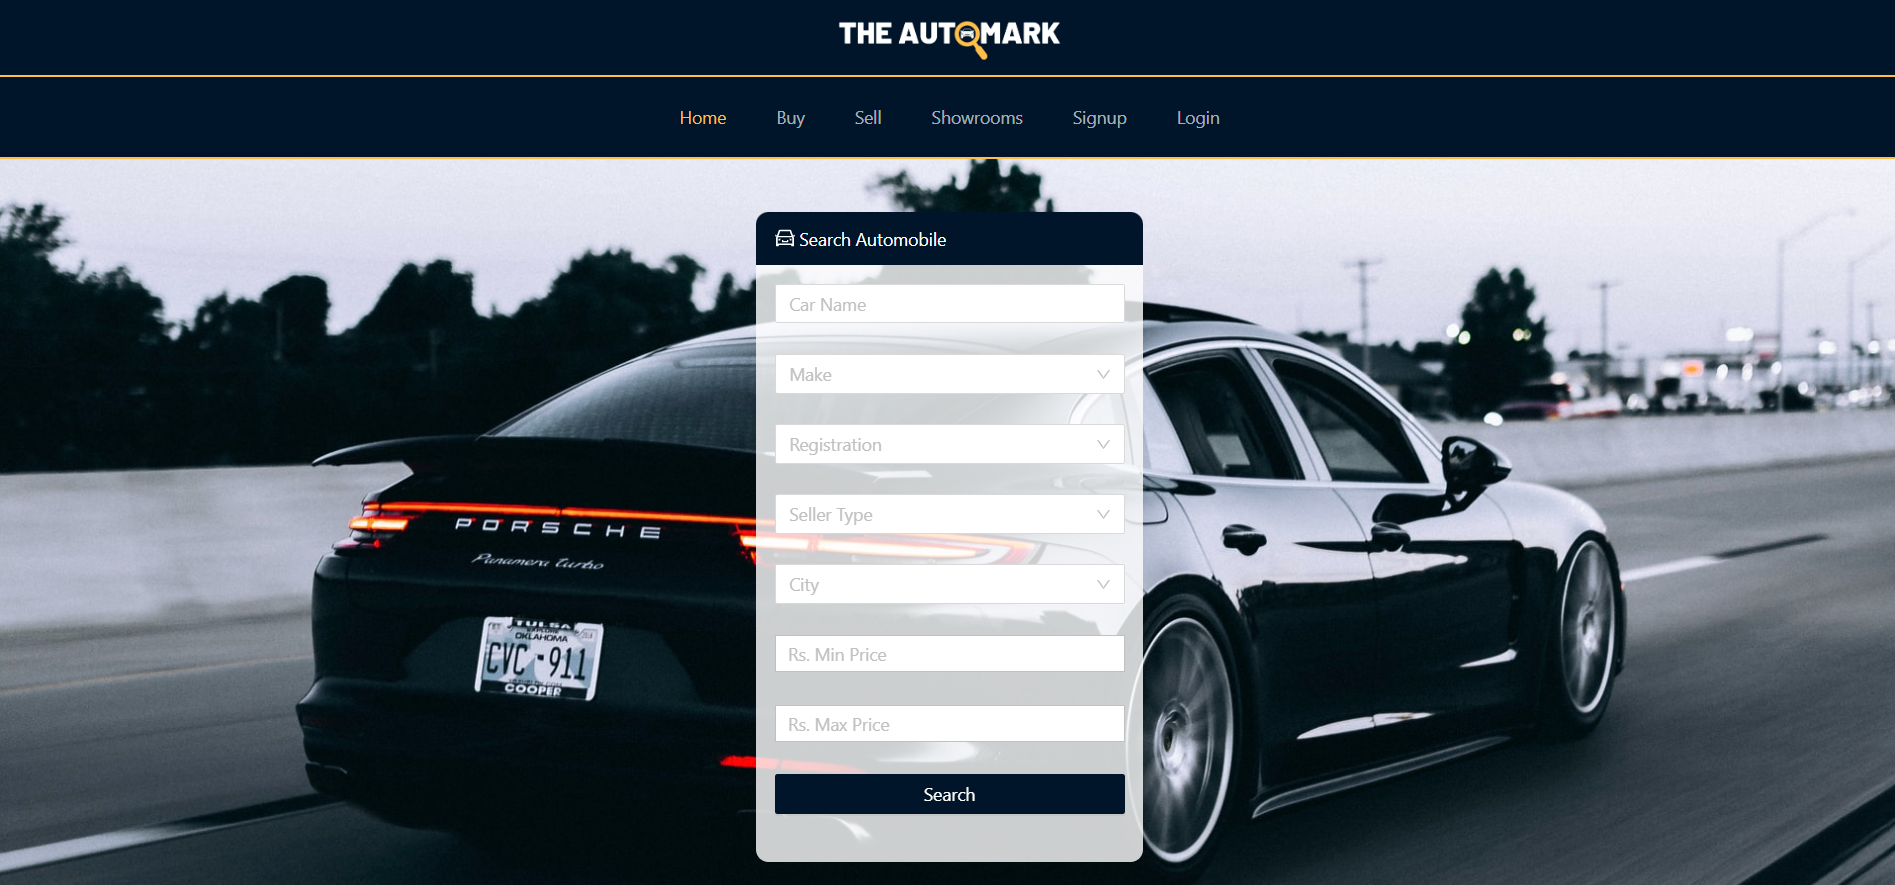 THE AUTOMARK
Home Buy Sell Showrooms Signup Login
Search Automobile
Car Name
Make
Registration
Seller Type
City
Rs. Min Price
Rs. Max Price
Search
PORSCHE
Panamera turbo
TULSA
EXPLORE
OKLAHOMA
CVC-911
COOPER